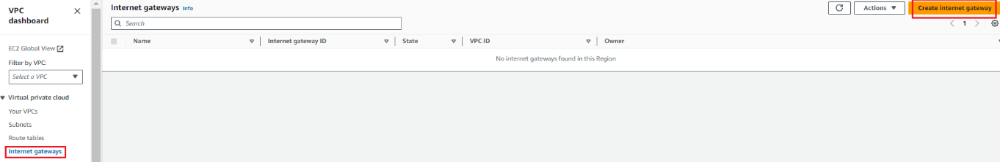 VPC dashboard
EC2 Global View
Filter by VPC:
Select a VPC
Virtual private cloud
Your VPCs
Subnets
Route tables
Internet gateways
Internet gateways Info
Actions
Create internet gateway
Search
1
Name Internet gateway ID State VPC ID Owner
No internet gateways found in this Region